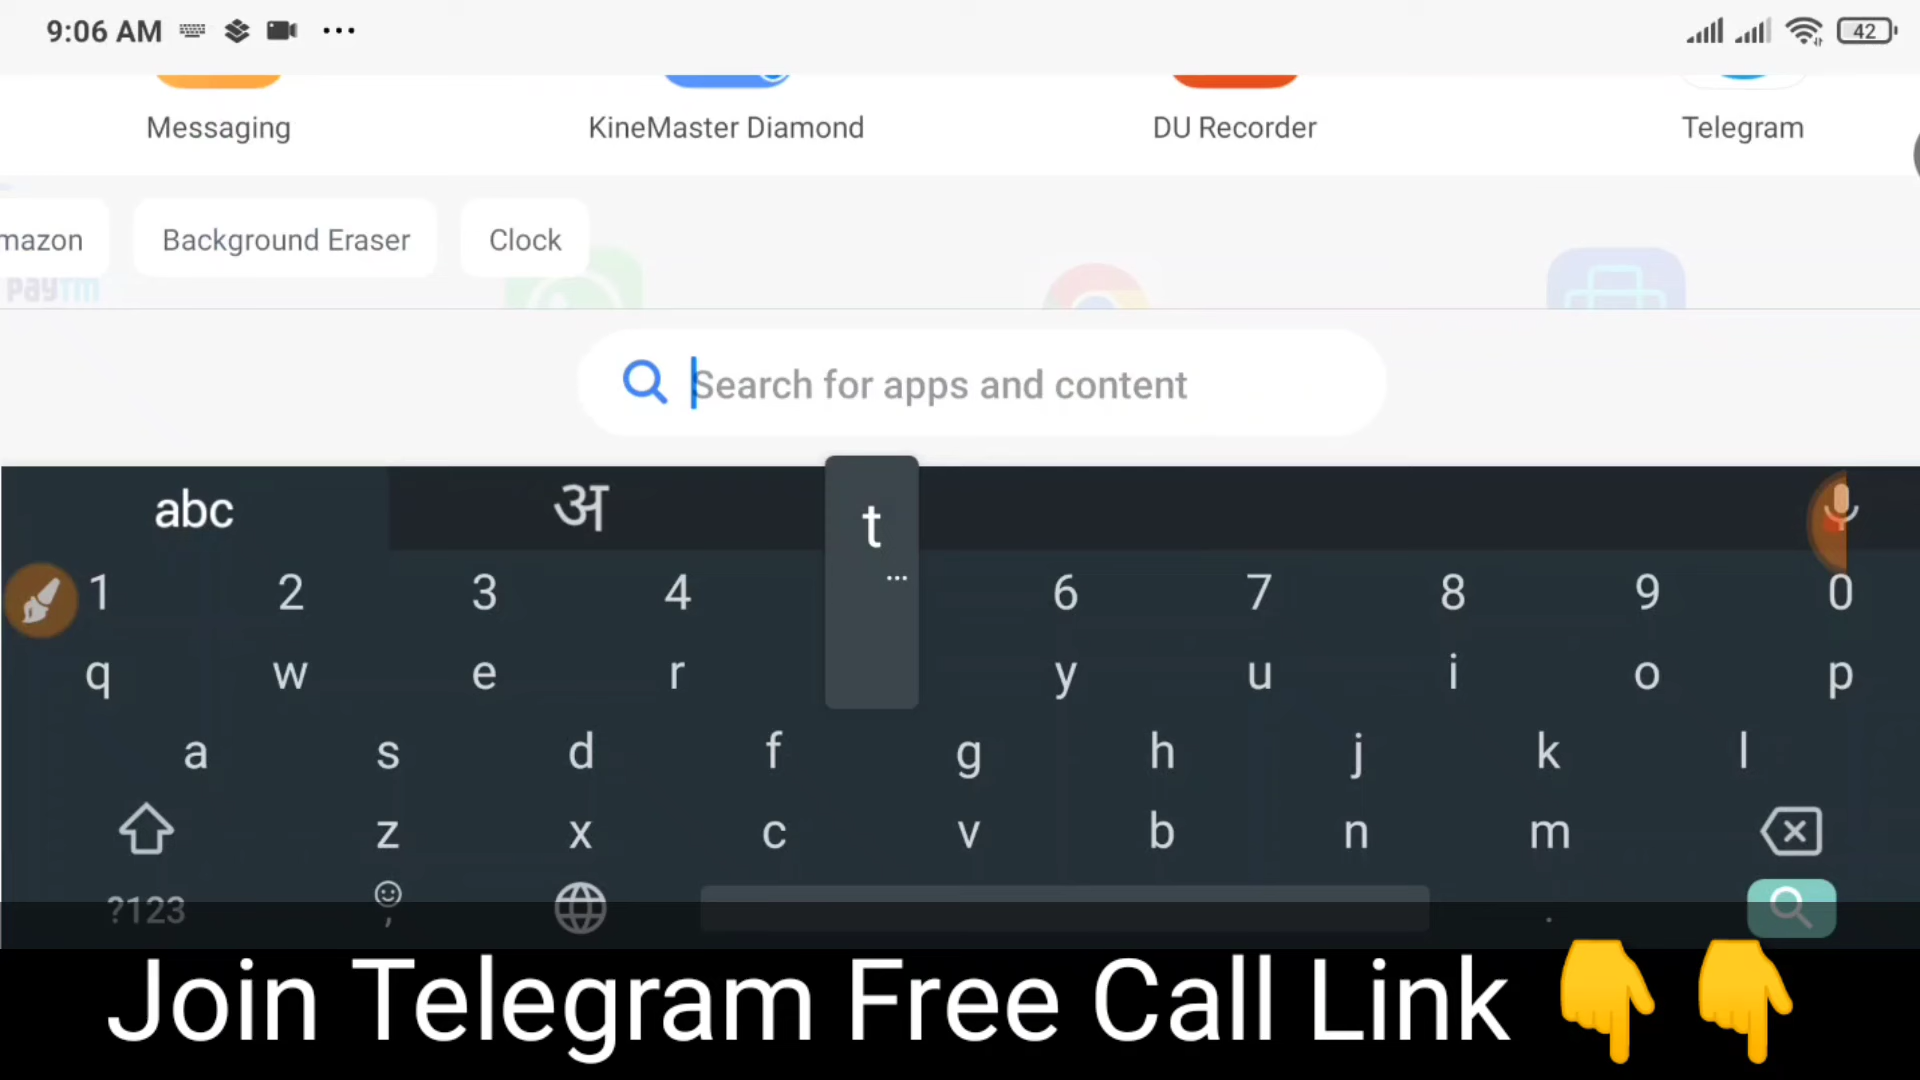 9:06 AM
42
Messaging KineMaster Diamond DU Recorder Telegram
mazon Background Eraser Clock
Paytm
Search for apps and content
abc अ t
1 2 3 4 6 7 8 9 0
q w e r y u i o p
a s d f g h j k l
z x c v b n m
?123 , .
Join Telegram Free Call Link 👇👇